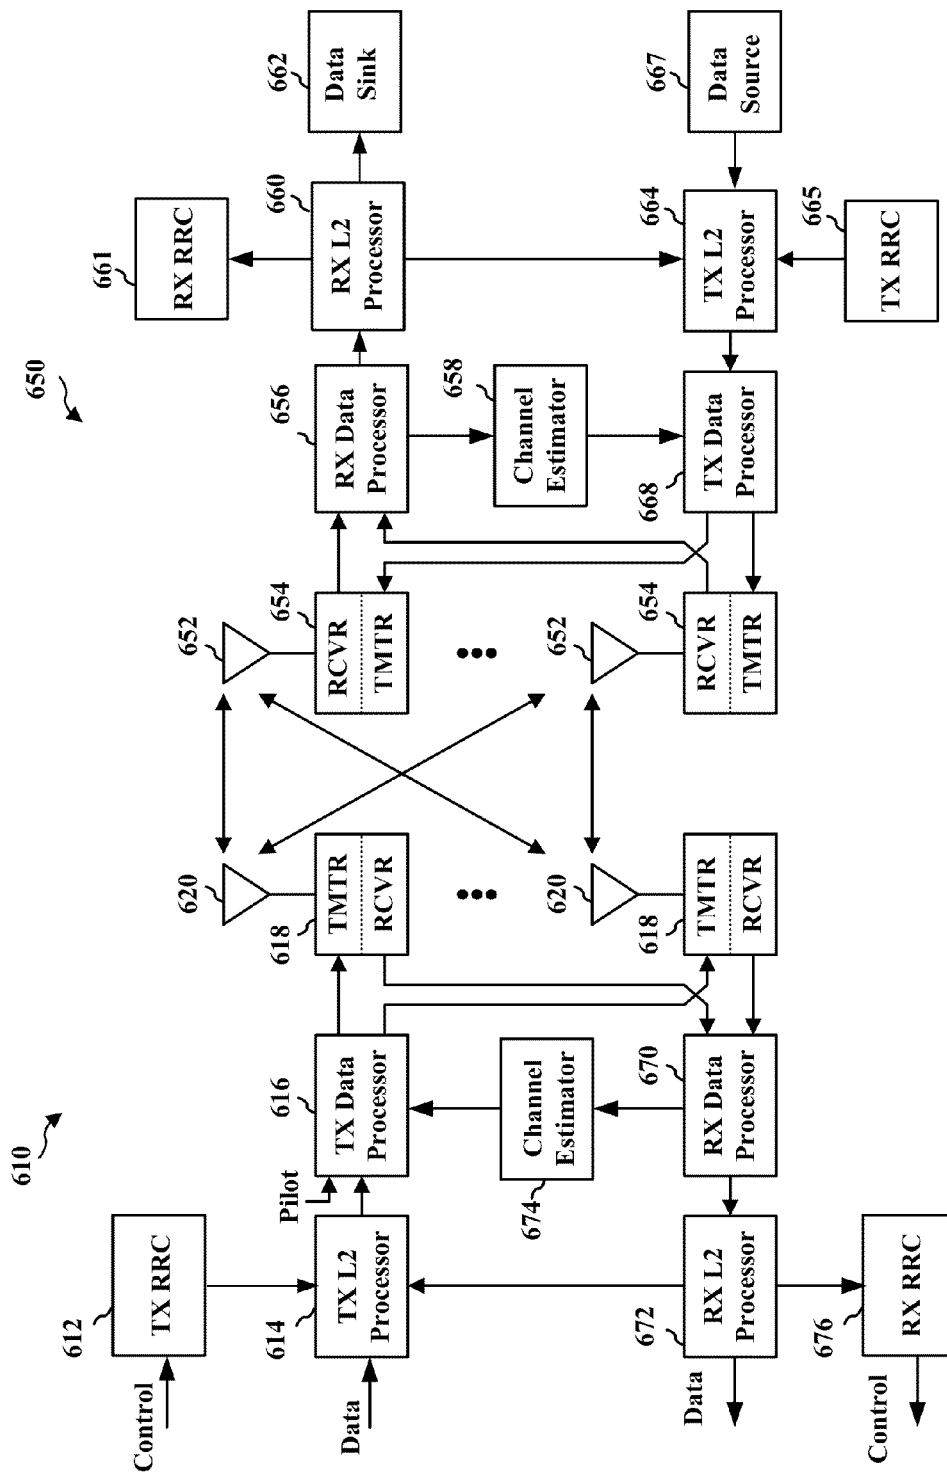 610
650
Control
612
TX RRC
Data
614
TX L2
Processor
Pilot
616
TX Data
Processor
618
TMTR
RCVR
620
652
654
RCVR
TMTR
656
RX Data
Processor
660
RX L2
Processor
661
RX RRC
662
Data
Sink
674
Channel
Estimator
658
Channel
Estimator
Data
672
RX L2
Processor
670
RX Data
Processor
618
TMTR
RCVR
620
652
654
RCVR
TMTR
668
TX Data
Processor
664
TX L2
Processor
667
Data
Source
Control
676
RX RRC
665
TX RRC